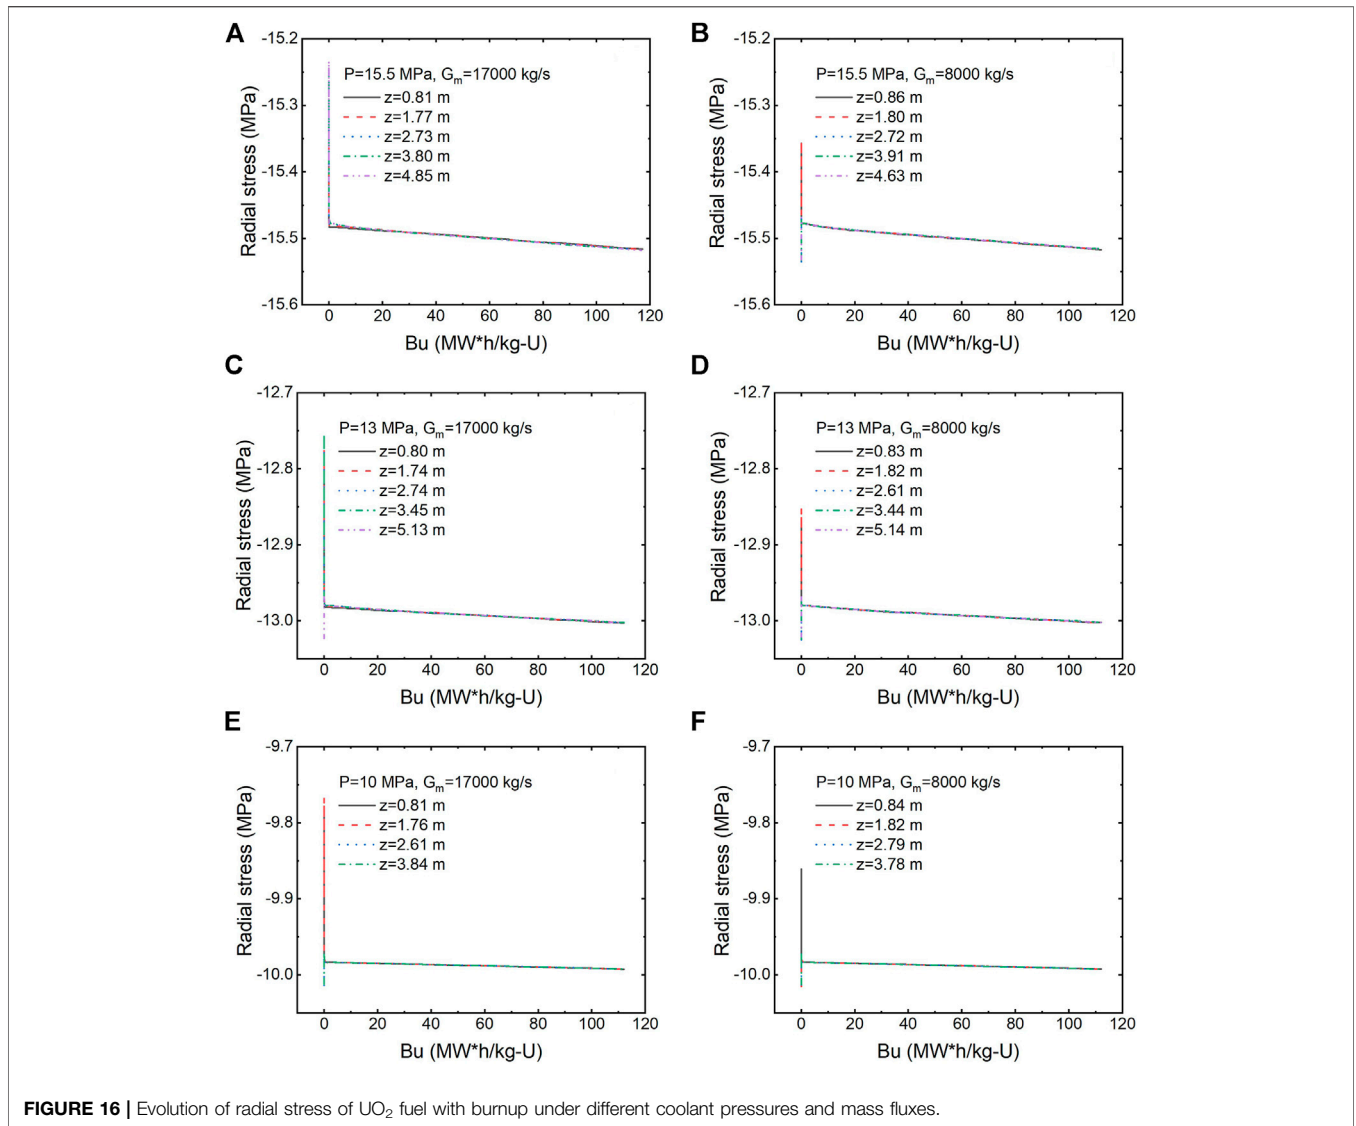 A
-15.2
-15.3
-15.4
-15.5
-15.6
Radial stress (MPa)
P=15.5 MPa, Gm=17000 kg/s
z=0.81 m
z=1.77 m
z=2.73 m
z=3.80 m
z=4.85 m
0 20 40 60 80 100 120
Bu (MW*h/kg-U)
B
-15.2
-15.3
-15.4
-15.5
-15.6
Radial stress (MPa)
P=15.5 MPa, Gm=8000 kg/s
z=0.86 m
z=1.80 m
z=2.72 m
z=3.91 m
z=4.63 m
0 20 40 60 80 100 120
Bu (MW*h/kg-U)
C
-12.7
-12.8
-12.9
-13.0
Radial stress (MPa)
P=13 MPa, Gm=17000 kg/s
z=0.80 m
z=1.74 m
z=2.74 m
z=3.45 m
z=5.13 m
0 20 40 60 80 100 120
Bu (MW*h/kg-U)
D
-12.7
-12.8
-12.9
-13.0
Radial stress (MPa)
P=13 MPa, Gm=8000 kg/s
z=0.83 m
z=1.82 m
z=2.61 m
z=3.44 m
z=5.14 m
0 20 40 60 80 100 120
Bu (MW*h/kg-U)
E
-9.7
-9.8
-9.9
-10.0
Radial stress (MPa)
P=10 MPa, Gm=17000 kg/s
z=0.81 m
z=1.76 m
z=2.61 m
z=3.84 m
0 20 40 60 80 100 120
Bu (MW*h/kg-U)
F
-9.7
-9.8
-9.9
-10.0
Radial stress (MPa)
P=10 MPa, Gm=8000 kg/s
z=0.84 m
z=1.82 m
z=2.79 m
z=3.78 m
0 20 40 60 80 100 120
Bu (MW*h/kg-U)
FIGURE 16 | Evolution of radial stress of UO2 fuel with burnup under different coolant pressures and mass fluxes.